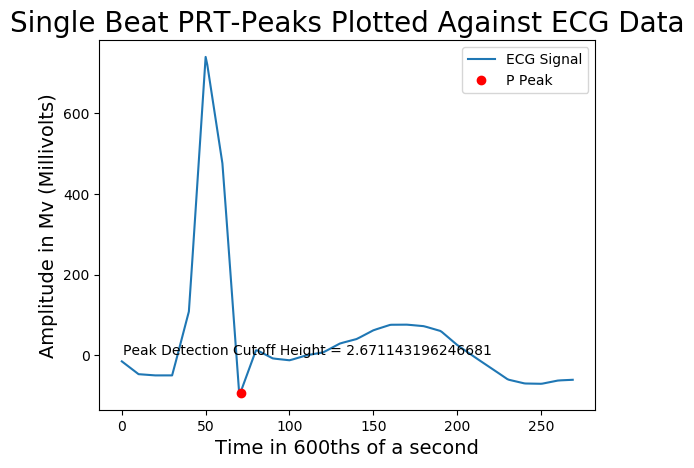 Single Beat PRT-Peaks Plotted Against ECG Data
ECG Signal
P Peak
Amplitude in Mv (Millivolts)
600
400
200
0
Peak Detection Cutoff Height = 2.671143196246681
0 50 100 150 200 250
Time in 600ths of a second